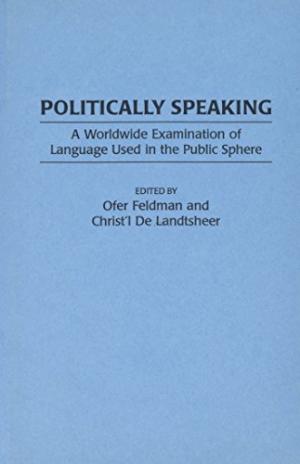 POLITICALLY SPEAKING
A Worldwide Examination of
Language Used in the Public Sphere
EDITED BY
Ofer Feldman and
Christ'l De Landtsheer